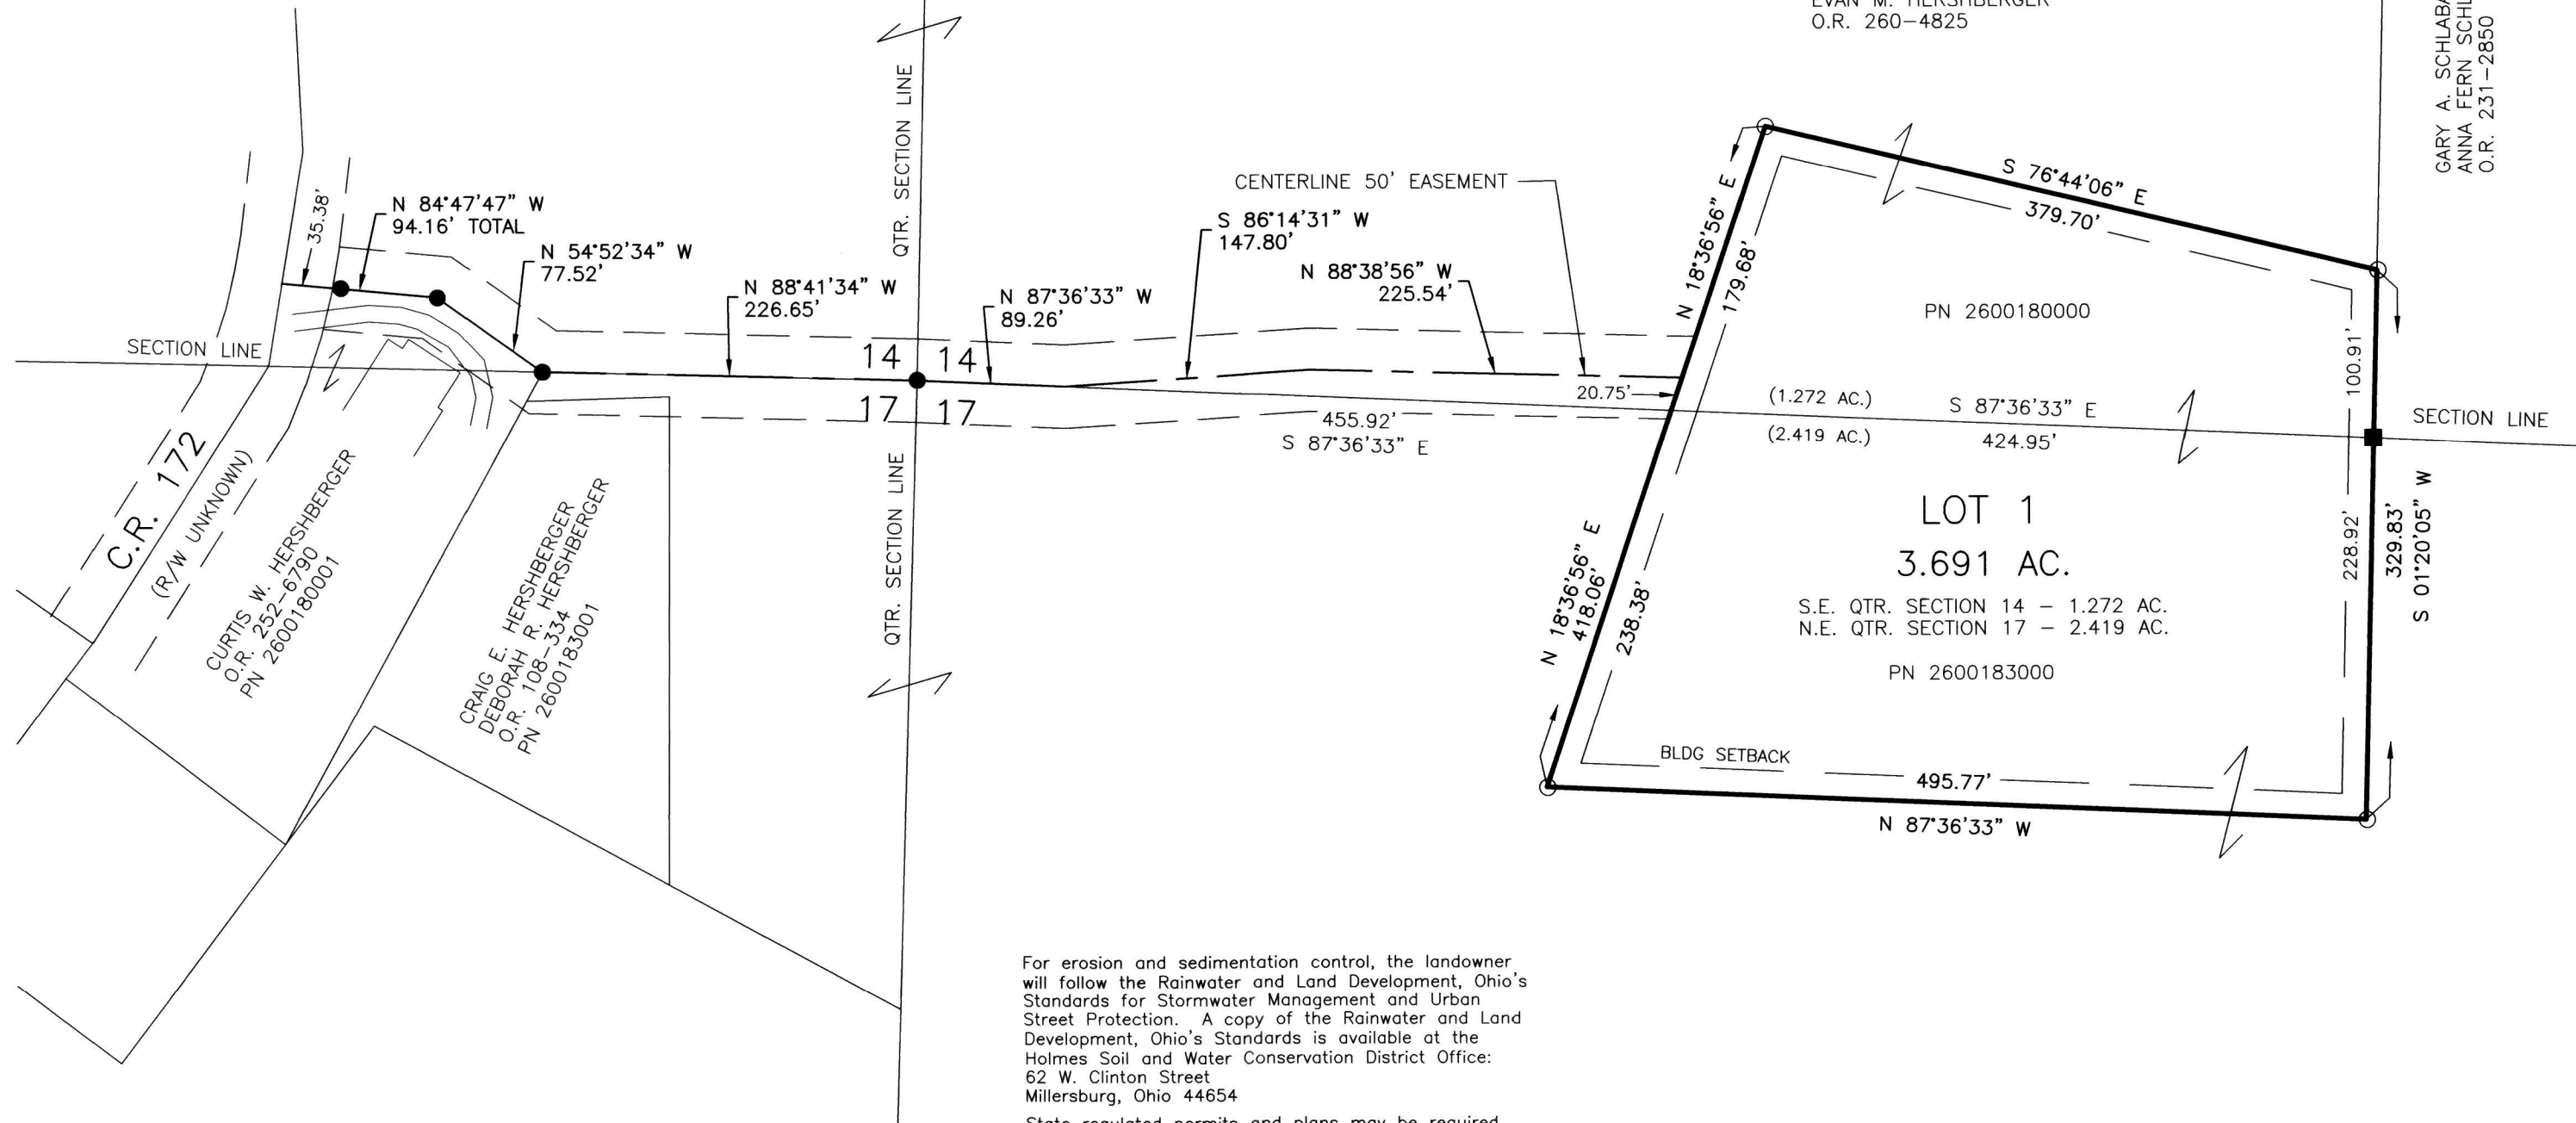 EVAN M. HERSHBERGER
O.R. 260-4825
GARY A.
ANNA FERN
O.R. 231-2850
QTR. SECTION LINE
CENTERLINE 50' EASEMENT
35.38'
N 84°47'47" W
94.16' TOTAL
N 54°52'34" W
77.52'
N 88°41'34" W
226.65'
N 87°36'33" W
89.26'
S 86°14'31" W
147.80'
N 88°38'56" W
225.54'
N 18°36'56" E
179.68'
S 76°44'06" E
379.70'
PN 2600180000
100.91'
SECTION LINE
14 14
17 17
20.75'
455.92'
S 87°36'33" E
(1.272 AC.)
(2.419 AC.)
S 87°36'33" E
424.95'
SECTION LINE
C.R. 172
(R/W UNKNOWN)
CURTIS W. HERSHBERGER
O.R. 252-6790
PN 2600180001
CRAIG E. HERSHBERGER
DEBORAH R. HERSHBERGER
O.R. 108-334
PN 2600183001
QTR. SECTION LINE
N 18°36'56" E
418.06'
238.38'
LOT 1
3.691 AC.
S.E. QTR. SECTION 14 - 1.272 AC.
N.E. QTR. SECTION 17 - 2.419 AC.
PN 2600183000
228.92'
329.83'
S 01°20'05" W
BLDG SETBACK
495.77'
N 87°36'33" W
For erosion and sedimentation control, the landowner
will follow the Rainwater and Land Development, Ohio's
Standards for Stormwater Management and Urban
Street Protection. A copy of the Rainwater and Land
Development, Ohio's Standards is available at the
Holmes Soil and Water Conservation District Office:
62 W. Clinton Street
Millersburg, Ohio 44654
State regulated permits and plans may be required